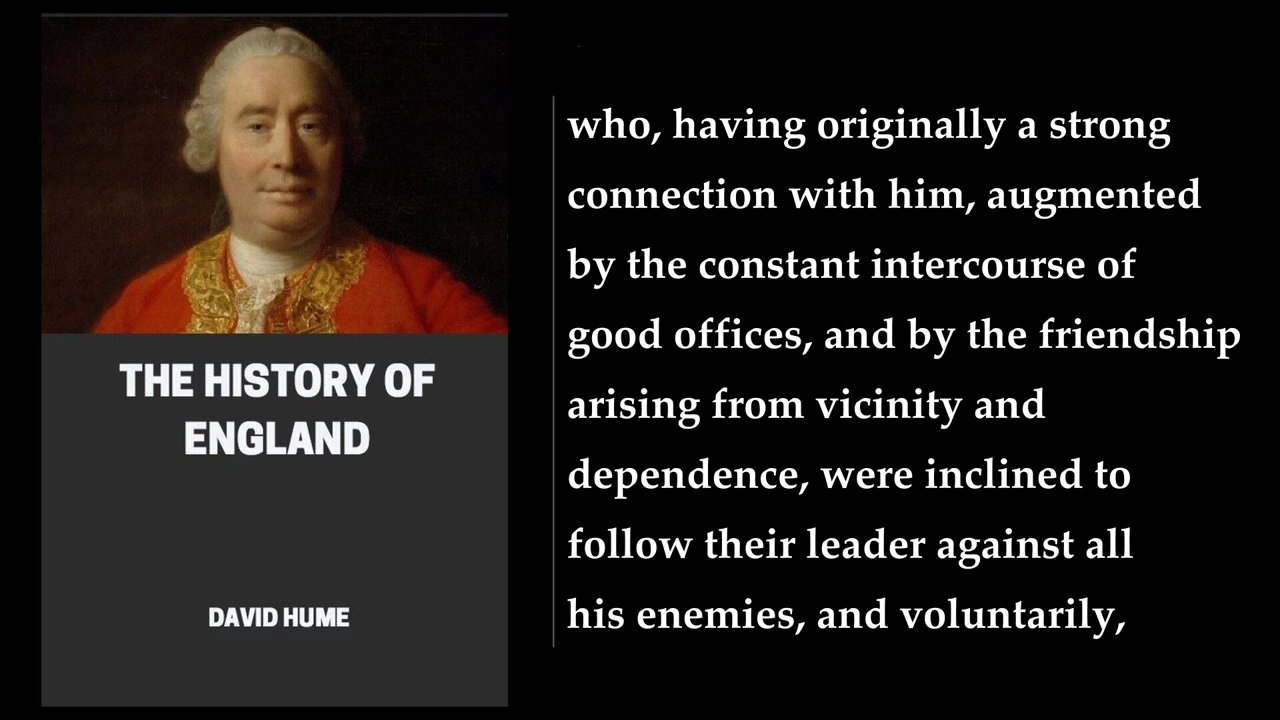 THE HISTORY OF
ENGLAND
DAVID HUME
who, having originally a strong
connection with him, augmented
by the constant intercourse of
good offices, and by the friendship
arising from vicinity and
dependence, were inclined to
follow their leader against all
his enemies, and voluntarily,